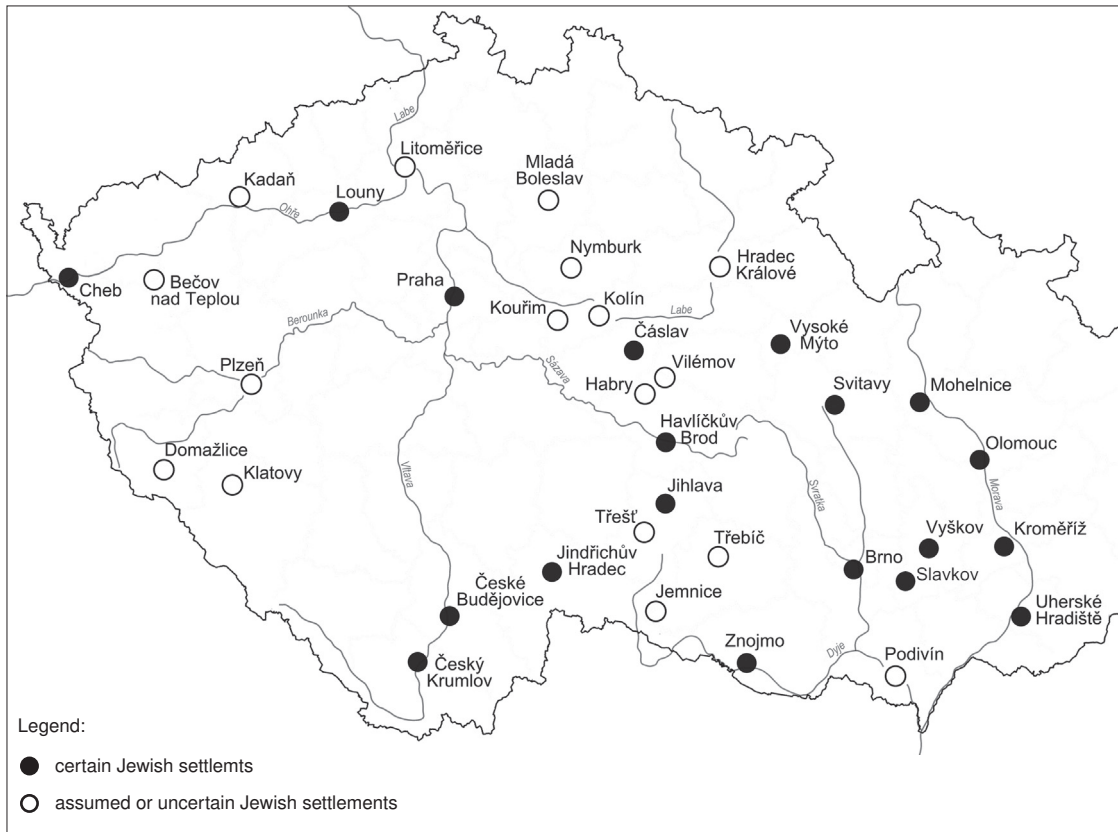 Labe
Litoměřice
Mladá
Boleslav
Kadaň
Louny
Ohře
Nymburk
Hradec
Králové
Cheb
Bečov
nad Teplou
Praha
Kouřim
Kolín
Labe
Berounka
Čáslav
Vysoké
Mýto
Plzeň
Sázava
Vilémov
Habry
Svitavy
Mohelnice
Havlíčkův
Brod
Domažlice
Klatovy
Vltava
Olomouc
Svratka
Morava
Jihlava
Třešť
Třebíč
Vyškov
Kroměříž
Jindřichův
Hradec
Brno
Slavkov
České
Budějovice
Jemnice
Uherské
Hradiště
Znojmo
Dyje
Podivín
Český
Krumlov
Legend:
certain Jewish settlemts
assumed or uncertain Jewish settlements